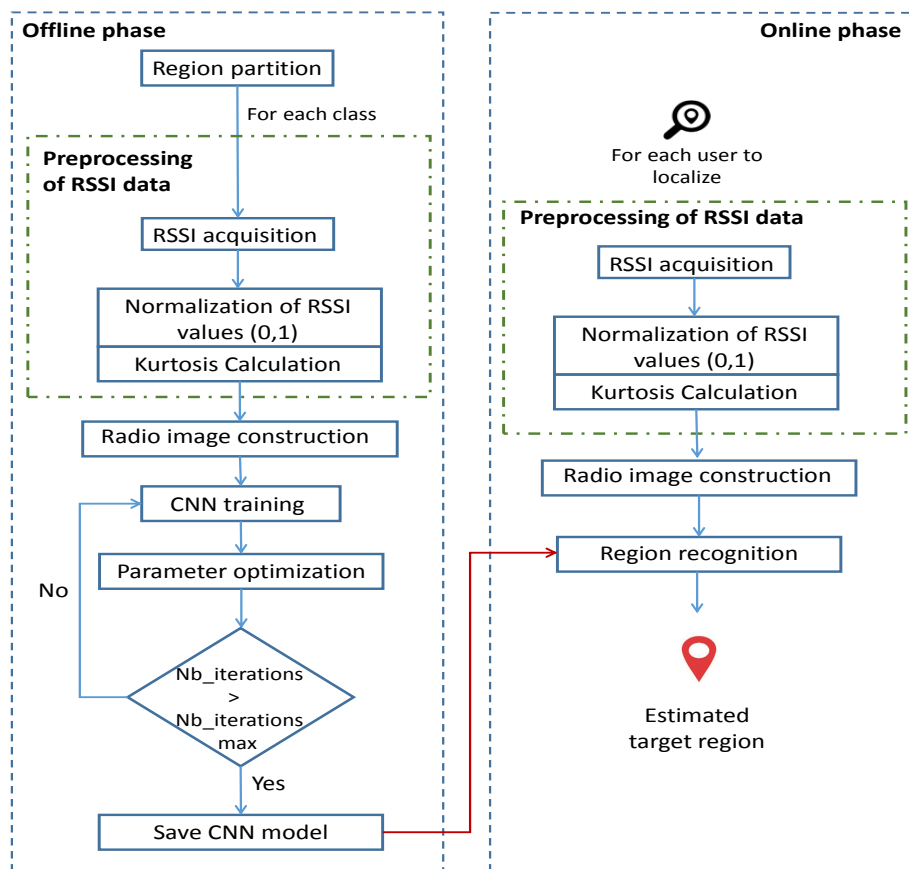 Offline phase
Region partition
For each class
Preprocessing
of RSSI data
RSSI acquisition
Normalization of RSSI
values (0,1)
Kurtosis Calculation
Radio image construction
CNN training
Parameter optimization
No
Nb_iterations
>
Nb_iterations
max
Yes
Save CNN model
Online phase
For each user to
localize
Preprocessing of RSSI data
RSSI acquisition
Normalization of RSSI
values (0,1)
Kurtosis Calculation
Radio image construction
Region recognition
Estimated
target region